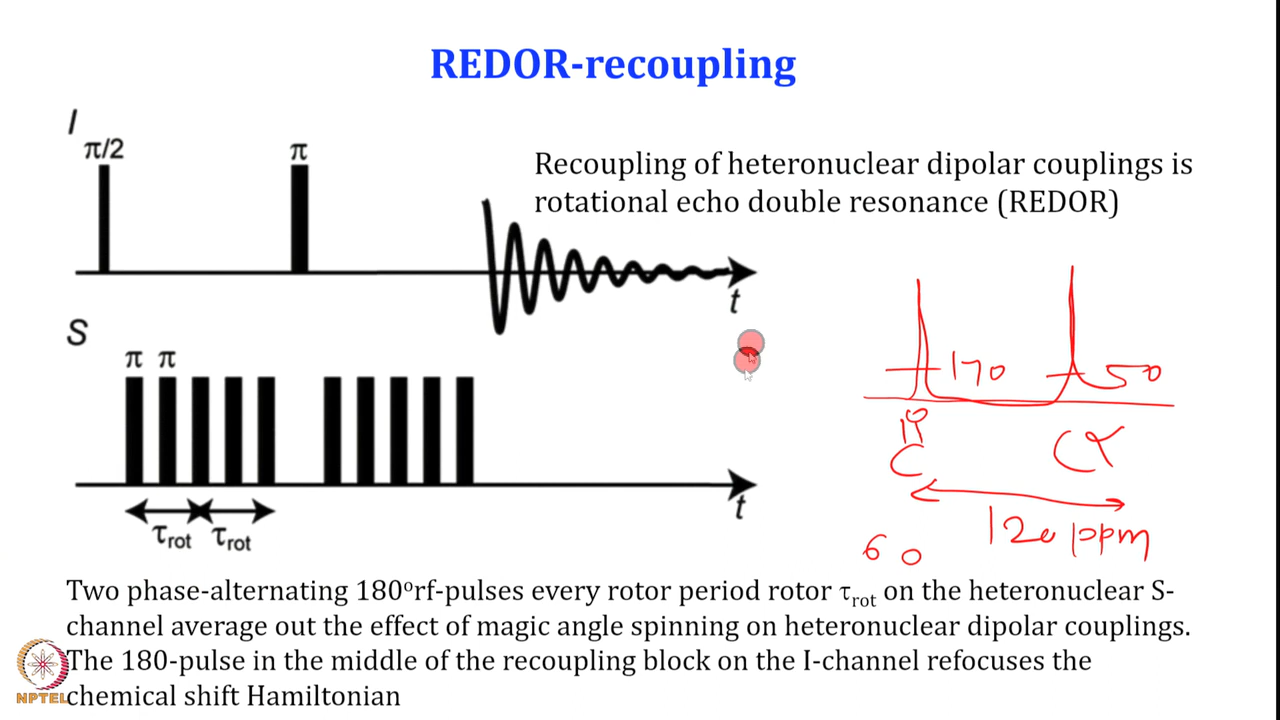 REDOR-recoupling
I
π/2
π
Recoupling of heteronuclear dipolar couplings is
rotational echo double resonance (REDOR)
t
S
π π
170
50
C
Cα
120 ppm
60
τrot τrot
t
Two phase-alternating 180°rf-pulses every rotor period rotor τrot on the heteronuclear S-
channel average out the effect of magic angle spinning on heteronuclear dipolar couplings.
The 180-pulse in the middle of the recoupling block on the I-channel refocuses the
chemical shift Hamiltonian
NPTEL